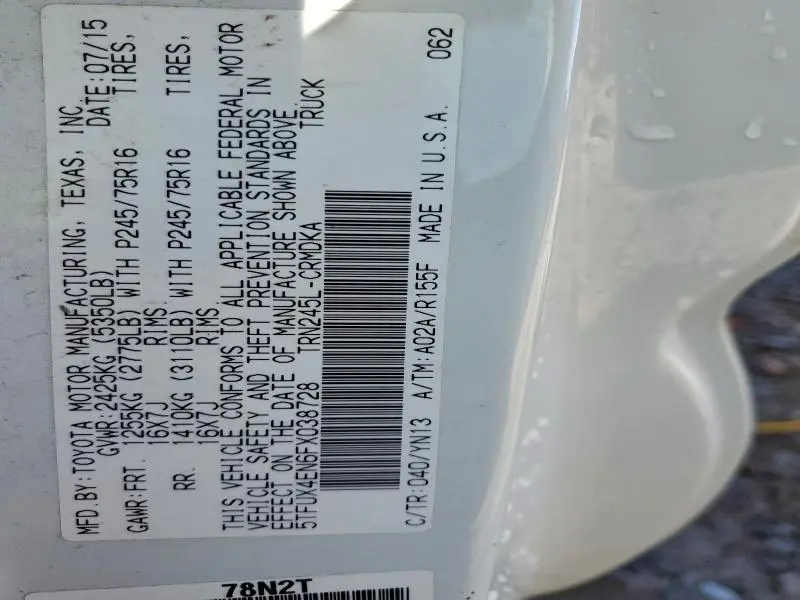 MFD.BY:TOYOTA MOTOR MANUFACTURING, TEXAS, INC.
GVWR:2425KG (5350LB) DATE:07/15
GAWR:FRT. 1255KG (2775LB) WITH P245/75R16 TIRES,
16X7J RIMS,
RR. 1410KG (3110LB) WITH P245/75R16 TIRES,
16X7J RIMS
THIS VEHICLE CONFORMS TO ALL APPLICABLE FEDERAL MOTOR
VEHICLE SAFETY AND THEFT PREVENTION STANDARDS IN
EFFECT ON THE DATE OF MANUFACTURE SHOWN ABOVE.
5TFUX4EN6FX038728 TRN245L-CRMDKA TRUCK
C/TR:040/YN13 A/TM:A02A/R155F MADE IN U.S.A. 062
78N2T